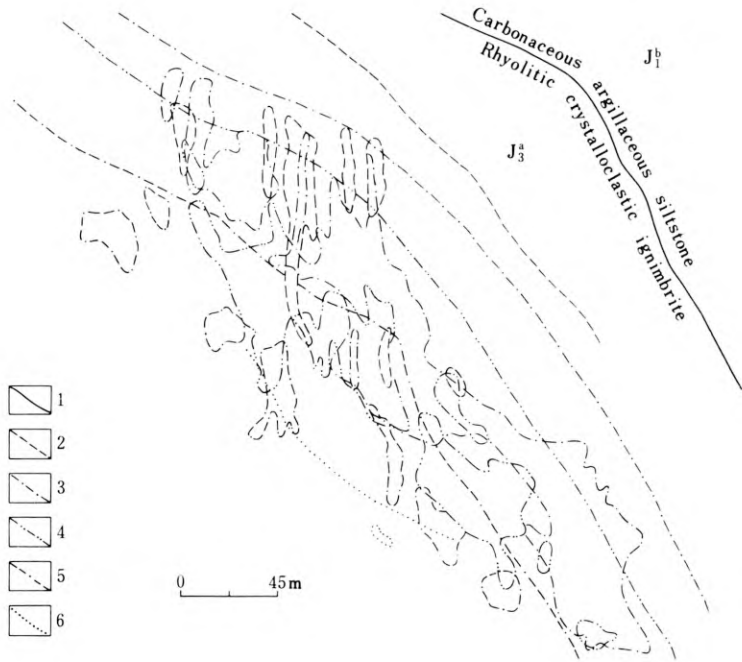 Carbonaceous argillaceous siltstone
J₁ᵇ
Rhyolitic crystalloclastic ignimbrite
J₃ᵃ
1
2
3
4
5
6
0 45 m